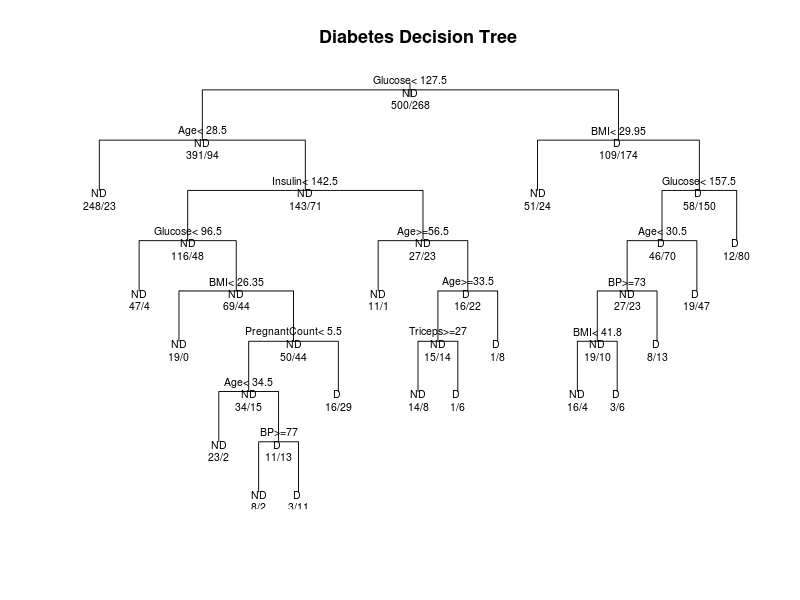 Diabetes Decision Tree
Glucose< 127.5
ND
500/268
Age< 28.5
ND
391/94
BMI< 29.95
D
109/174
ND
248/23
Insulin< 142.5
ND
143/71
ND
51/24
Glucose< 157.5
D
58/150
Glucose< 96.5
ND
116/48
Age>=56.5
ND
27/23
Age< 30.5
D
46/70
D
12/80
ND
47/4
BMI< 26.35
ND
69/44
ND
11/1
Age>=33.5
D
16/22
BP>=73
ND
27/23
D
19/47
ND
19/0
PregnantCount< 5.5
ND
50/44
Triceps>=27
ND
15/14
D
1/8
BMI< 41.8
ND
19/10
D
8/13
Age< 34.5
ND
34/15
D
16/29
ND
14/8
D
1/6
ND
16/4
D
3/6
ND
23/2
BP>=77
D
11/13
ND
8/2
D
3/11